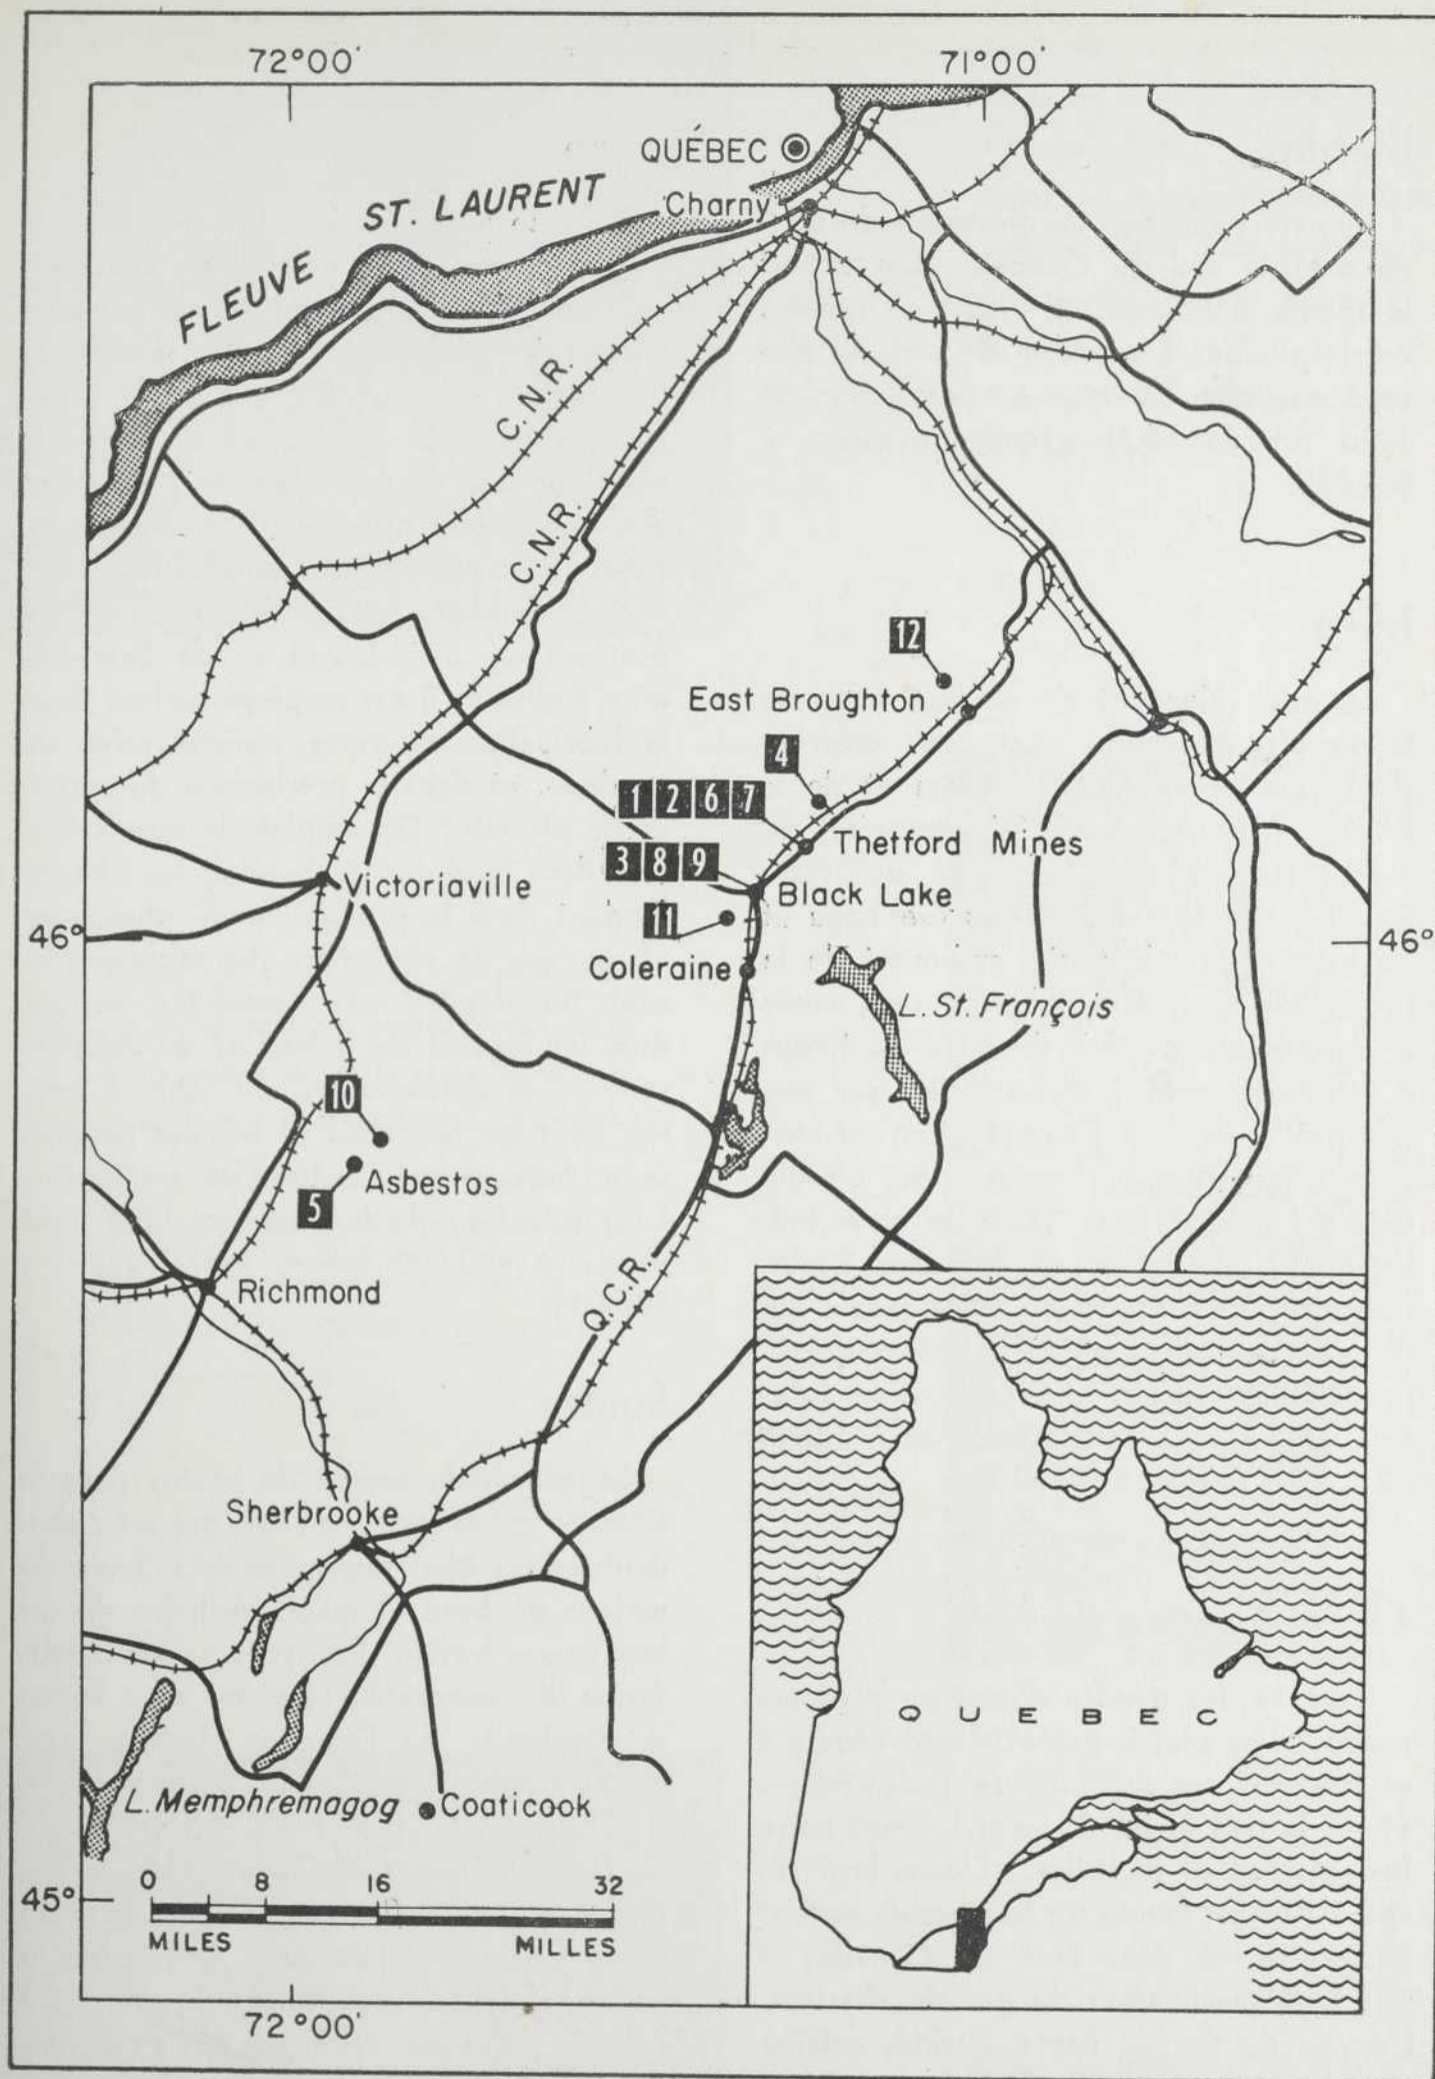 72°00'
71°00'
QUÉBEC
Charny
FLEUVE ST. LAURENT
C.N.R.
C.N.R.
12
East Broughton
4
1 2 6 7
Thetford Mines
3 8 9
Victoriaville
Black Lake
11
46°
46°
Coleraine
L. St. François
10
Asbestos
5
Richmond
Q.C.R.
Sherbrooke
QUEBEC
L. Memphremagog
Coaticook
0 8 16 32
45°
MILES MILLES
72°00'